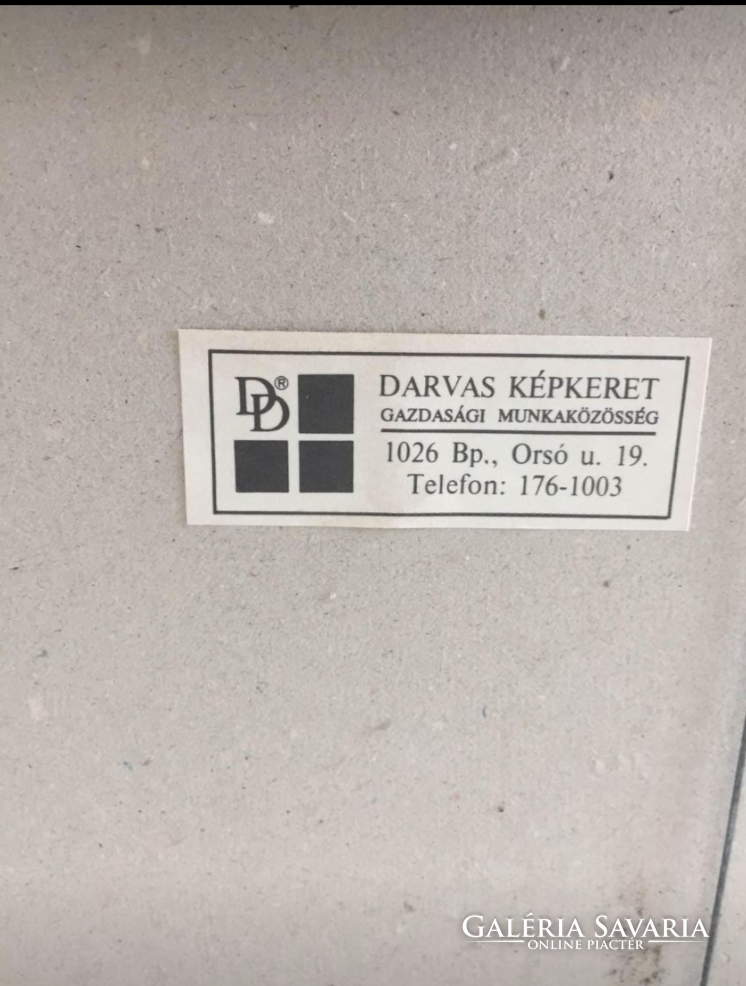 DD®
DARVAS KÉPKERET
GAZDASÁGI MUNKAKÖZÖSSÉG
1026 Bp., Orsó u. 19.
Telefon: 176-1003
GALÉRIA SAVARIA
ONLINE PIACTÉR